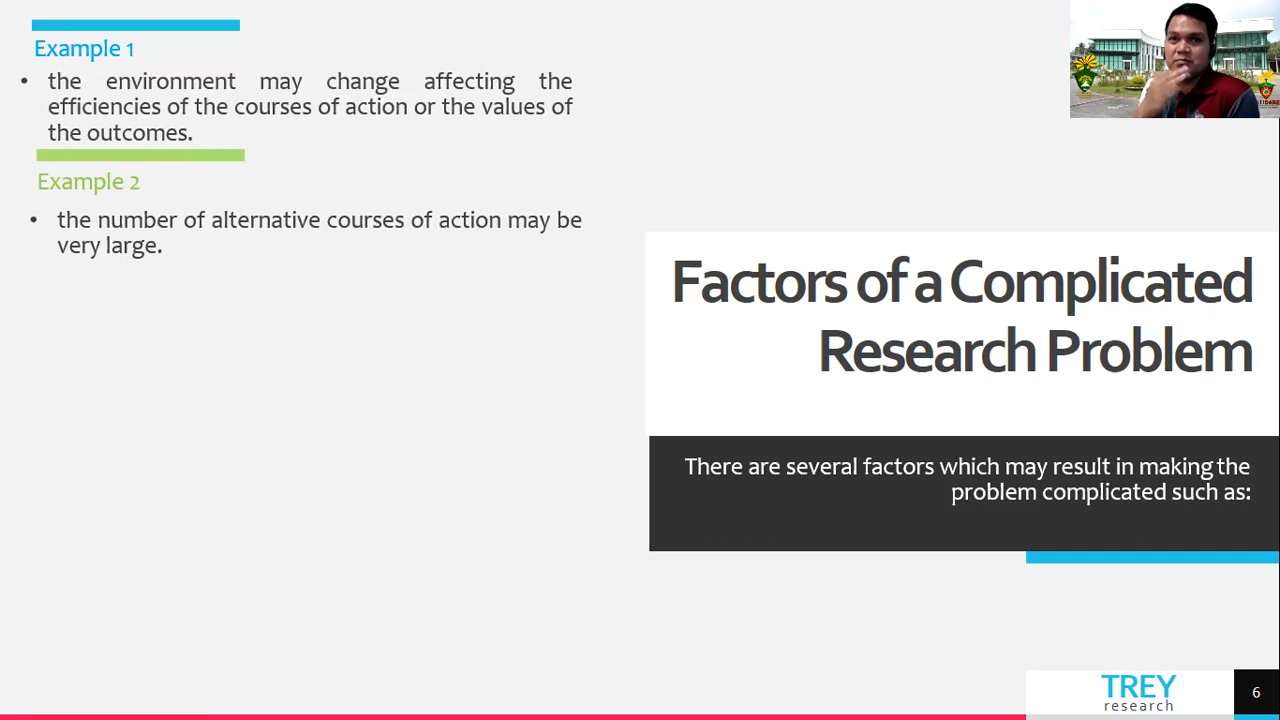 Example 1
• the environment may change affecting the
efficiencies of the courses of action or the values of
the outcomes.
Example 2
• the number of alternative courses of action may be
very large.
Factors of a Complicated
Research Problem
There are several factors which may result in making the
problem complicated such as:
TREY
research
6